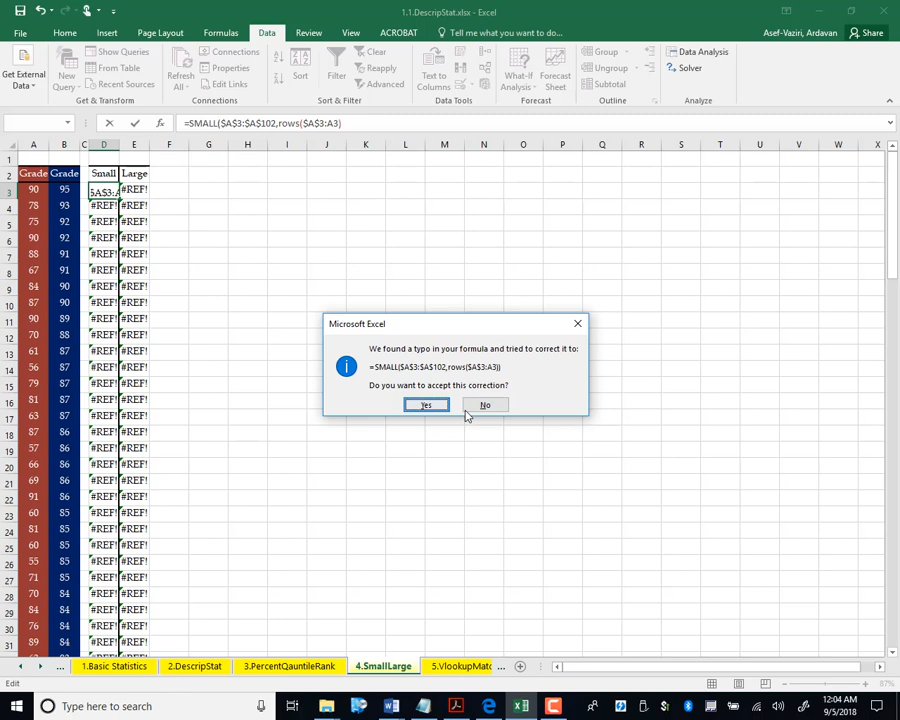 1.1.DescripStat.xlsx - Excel
File Home Insert Page Layout Formulas Data Review View ACROBAT Tell me what you want to do... Asef-Vaziri, Ardavan Share
Get External Data
New Query
Show Queries
From Table
Recent Sources
Get & Transform
Refresh All
Connections
Properties
Edit Links
Connections
Sort
Filter
Clear
Reapply
Advanced
Sort & Filter
Text to Columns
Data Tools
What-If Analysis
Forecast Sheet
Forecast
Group
Ungroup
Subtotal
Outline
Data Analysis
Solver
Analyze
=SMALL($A$3:$A$102,rows($A$3:A3)
A B C D E F G H I J K L M N O P Q R S T U V W X
1
2 Grade Grade Small Large
3 90 95 $A$3:A #REF!
4 78 93 #REF! #REF!
5 75 92 #REF! #REF!
6 90 92 #REF! #REF!
7 88 91 #REF! #REF!
8 67 91 #REF! #REF!
9 84 90 #REF! #REF!
10 87 90 #REF! #REF!
11 90 89 #REF! #REF!
12 70 88 #REF! #REF!
13 61 87 #REF! #REF!
14 56 87 #REF! #REF!
15 79 87 #REF! #REF!
16 61 87 #REF! #REF!
17 63 87 #REF! #REF!
18 87 86 #REF! #REF!
19 57 86 #REF! #REF!
20 66 86 #REF! #REF!
21 69 86 #REF! #REF!
22 91 86 #REF! #REF!
23 60 85 #REF! #REF!
24 81 85 #REF! #REF!
25 60 85 #REF! #REF!
26 55 85 #REF! #REF!
27 71 85 #REF! #REF!
28 70 84 #REF! #REF!
29 84 84 #REF! #REF!
30 76 84 #REF! #REF!
31 89 84 #REF! #REF!
Microsoft Excel
We found a typo in your formula and tried to correct it to:
=SMALL($A$3:$A$102,rows($A$3:A3))
Do you want to accept this correction?
Yes No
... 1.Basic Statistics 2.DescripStat 3.PercentQauntileRank 4.SmallLarge 5.VlookupMatc ...
Edit 87%
Type here to search
12:04 AM
9/5/2018